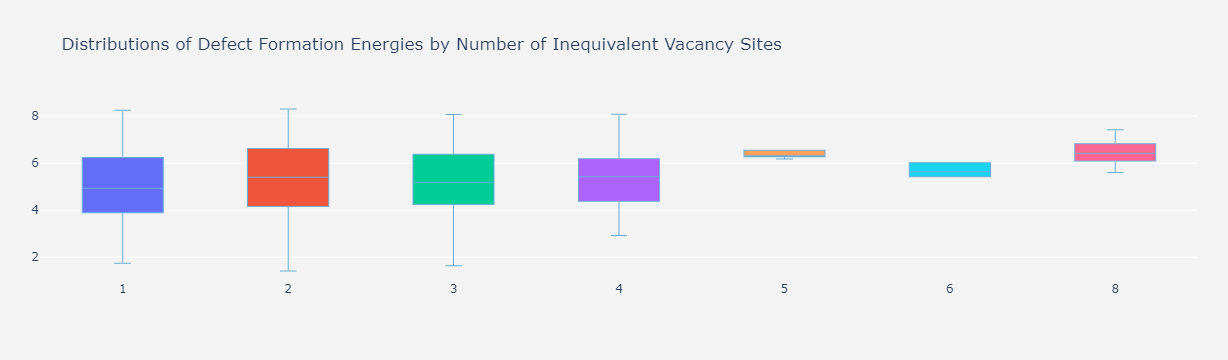 Distributions of Defect Formation Energies by Number of Inequivalent Vacancy Sites
8
6
4
2
1 2 3 4 5 6 8